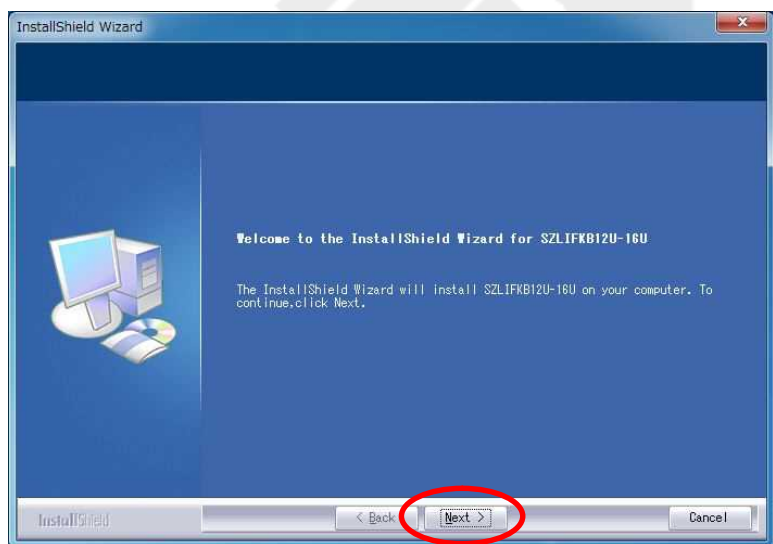 InstallShield Wizard
Welcome to the InstallShield Wizard for SZLIFKB12U-16U
The InstallShield Wizard will install SZLIFKB12U-16U on your computer. To
continue,click Next.
InstallShield
< Back
Next >
Cancel